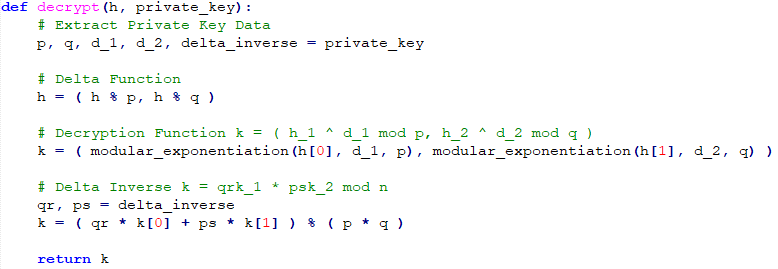 def decrypt(h, private_key):
    # Extract Private Key Data
    p, q, d_1, d_2, delta_inverse = private_key
    # Delta Function
    h = ( h % p, h % q )
    # Decryption Function k = ( h_1 ^ d_1 mod p, h_2 ^ d_2 mod q )
    k = ( modular_exponentiation(h[0], d_1, p), modular_exponentiation(h[1], d_2, q) )
    # Delta Inverse k = qrk_1 * psk_2 mod n
    qr, ps = delta_inverse
    k = ( qr * k[0] + ps * k[1] ) % ( p * q )
    return k